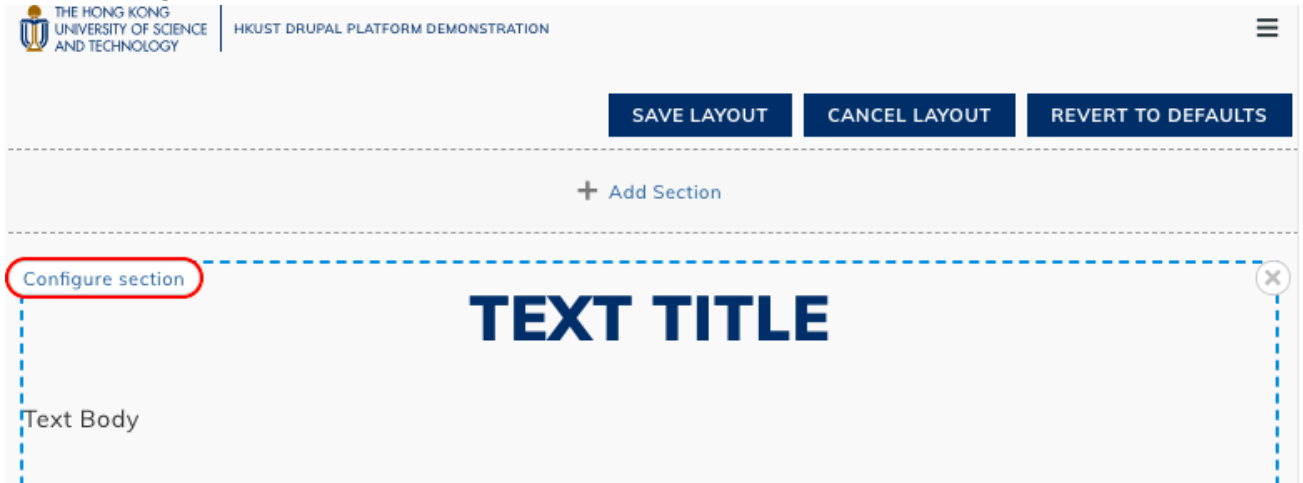 THE HONG KONG
UNIVERSITY OF SCIENCE
AND TECHNOLOGY
HKUST DRUPAL PLATFORM DEMONSTRATION
SAVE LAYOUT CANCEL LAYOUT REVERT TO DEFAULTS
Add Section
Configure section
TEXT TITLE
Text Body